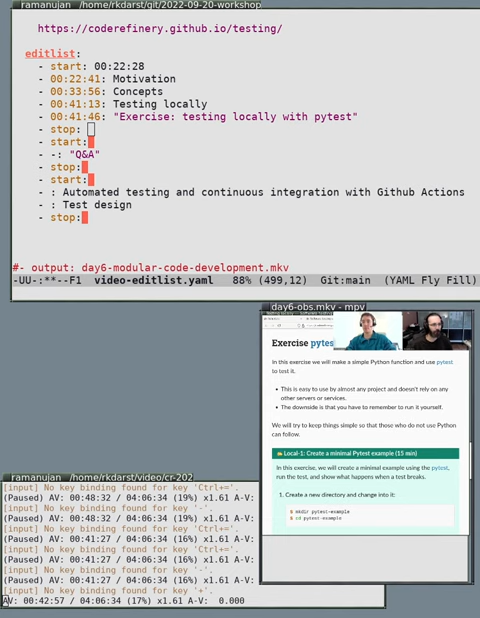 ramanujan /home/rkdarst/git/2022-09-20-workshop
https://coderefinery.github.io/testing/
editlist:
- start: 00:22:28
- 00:22:41: Motivation
- 00:33:56: Concepts
- 00:41:13: Testing locally
- 00:41:46: "Exercise: testing locally with pytest"
- stop:
- start:
- -: "Q&A"
- stop:
- start:
- : Automated testing and continuous integration with Github Actions
- : Test design
- stop:
#- output: day6-modular-code-development.mkv
-UU-:**--F1 video-editlist.yaml 88% (499,12) Git:main (YAML Fly Fill)
day6-obs.mkv - mpv
Exercise pytes
In this exercise we will make a simple Python function and use pytest
to test it.
• This is easy to use by almost any project and doesn't rely on any
other servers or services.
• The downside is that you have to remember to run it yourself.
We will try to keep things simple so that those who do not use Python
can follow.
Local-1: Create a minimal Pytest example (15 min)
In this exercise, we will create a minimal example using the pytest,
run the test, and show what happens when a test breaks.
1. Create a new directory and change into it:
$ mkdir pytest-example
$ cd pytest-example
ramanujan /home/rkdarst/video/cr-202
[input] No key binding found for key 'Ctrl+='.
(Paused) AV: 00:48:32 / 04:06:34 (19%) x1.61 A-V:
[input] No key binding found for key '-'.
(Paused) AV: 00:48:32 / 04:06:34 (19%) x1.61 A-V:
[input] No key binding found for key 'Ctrl+='.
(Paused) AV: 00:41:27 / 04:06:34 (16%) x1.61 A-V:
[input] No key binding found for key 'Ctrl+='.
(Paused) AV: 00:41:27 / 04:06:34 (16%) x1.61 A-V:
[input] No key binding found for key '-'.
(Paused) AV: 00:41:27 / 04:06:34 (16%) x1.61 A-V:
[input] No key binding found for key '+'.
AV: 00:42:57 / 04:06:34 (17%) x1.61 A-V: 0.000